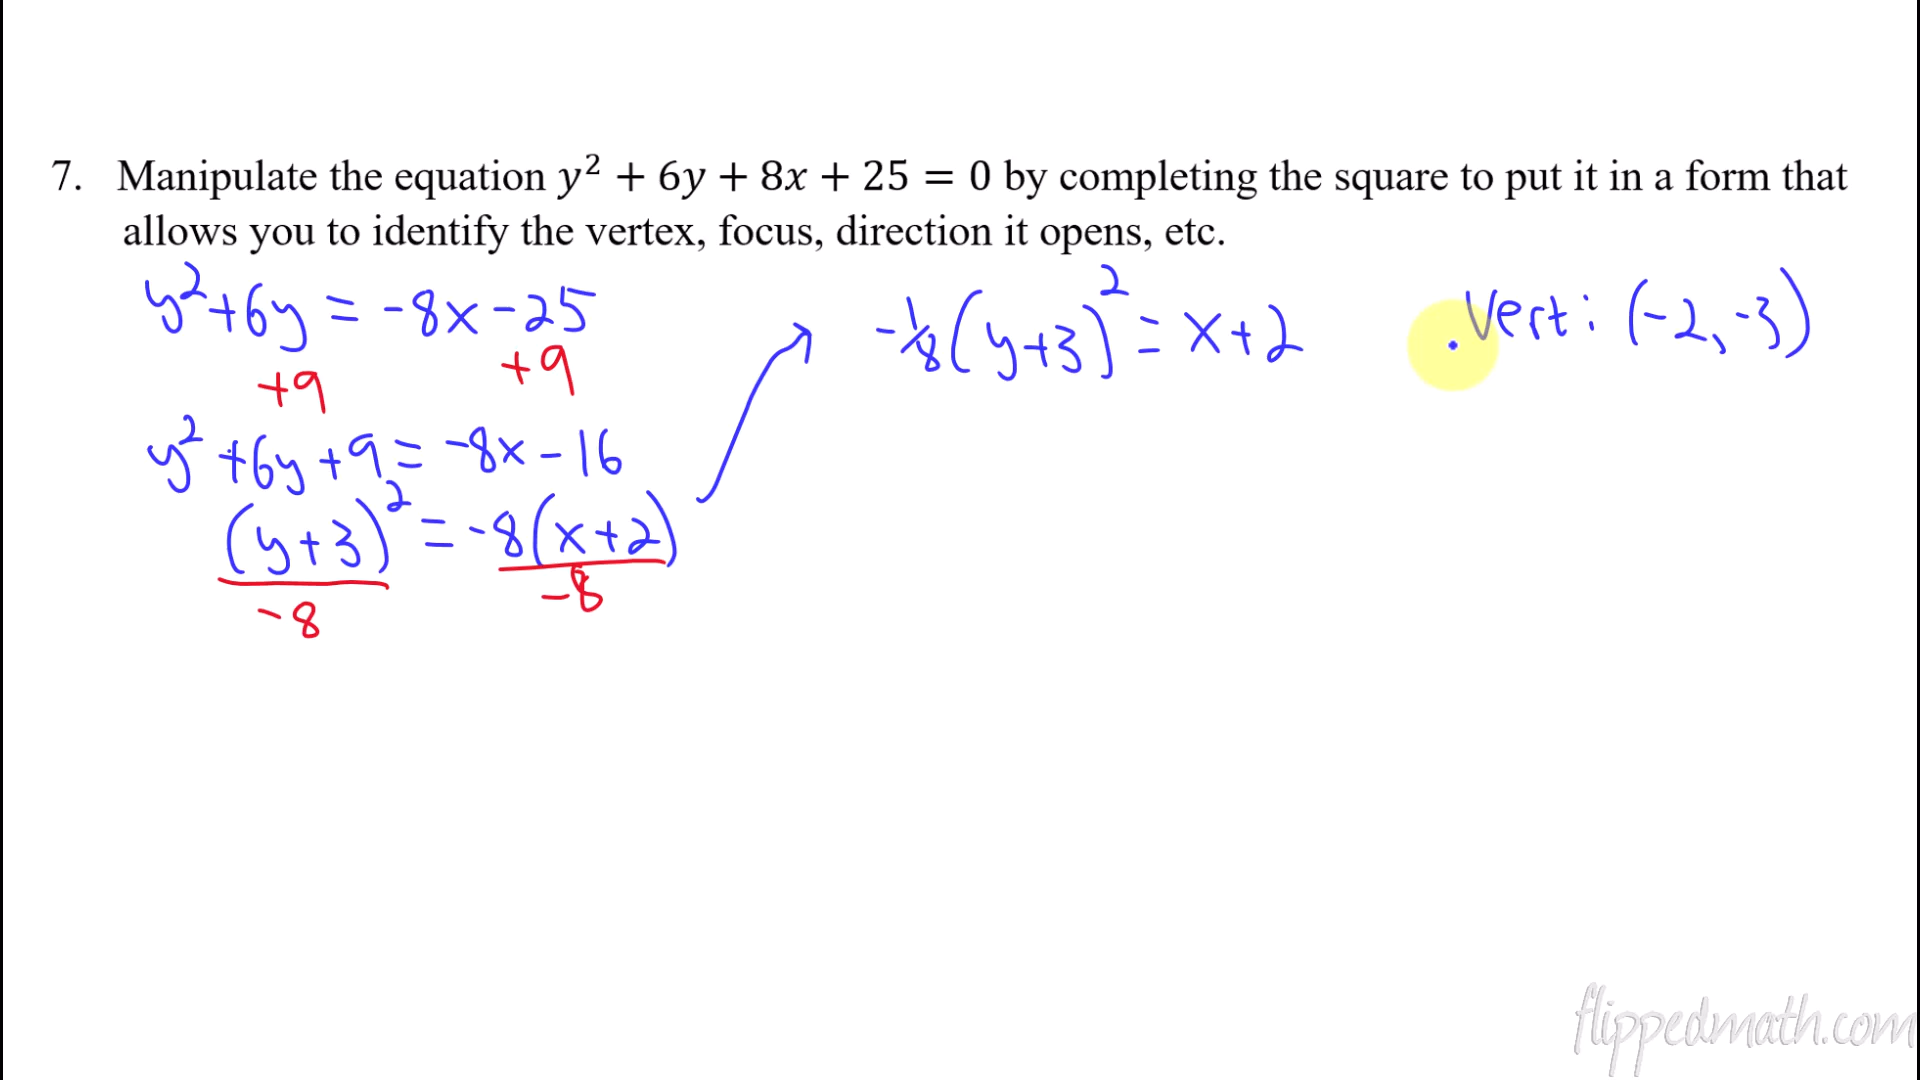 7. Manipulate the equation y² + 6y + 8x + 25 = 0 by completing the square to put it in a form that
allows you to identify the vertex, focus, direction it opens, etc.
y²+6y = -8x-25
+9 +9
y²+6y+9 = -8x-16
(y+3)² = -8(x+2)
-8 -8
-1/8(y+3)² = x+2
Vert: (-2,-3)
flippedmath.com